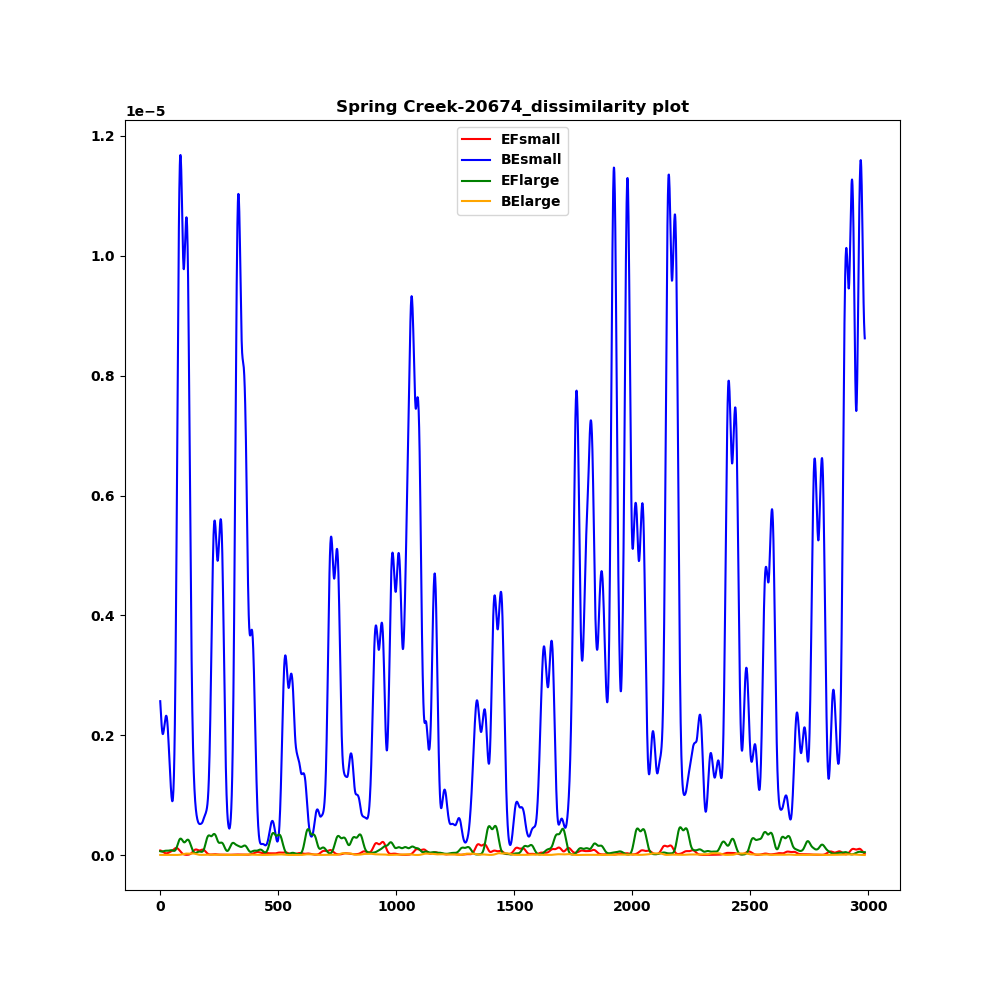 Spring Creek-20674_dissimilarity plot
1e−5
EFsmall
BEsmall
EFlarge
BElarge
1.2
1.0
0.8
0.6
0.4
0.2
0.0
0 500 1000 1500 2000 2500 3000